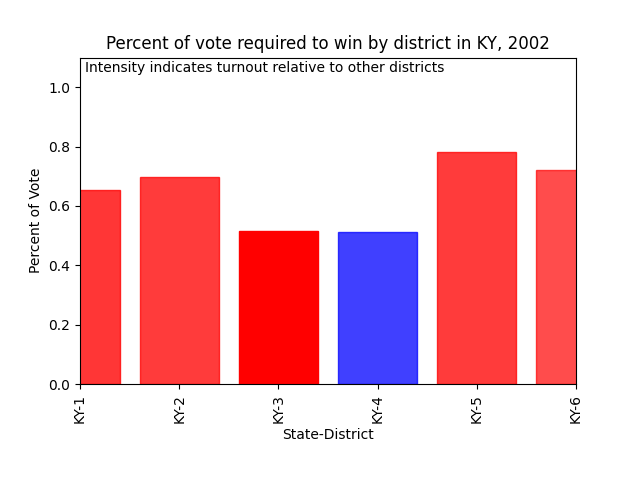 Percent of vote required to win by district in KY, 2002
Intensity indicates turnout relative to other districts
1.0
0.8
0.6
0.4
0.2
0.0
Percent of Vote
KY-1
KY-2
KY-3
KY-4
KY-5
KY-6
State-District